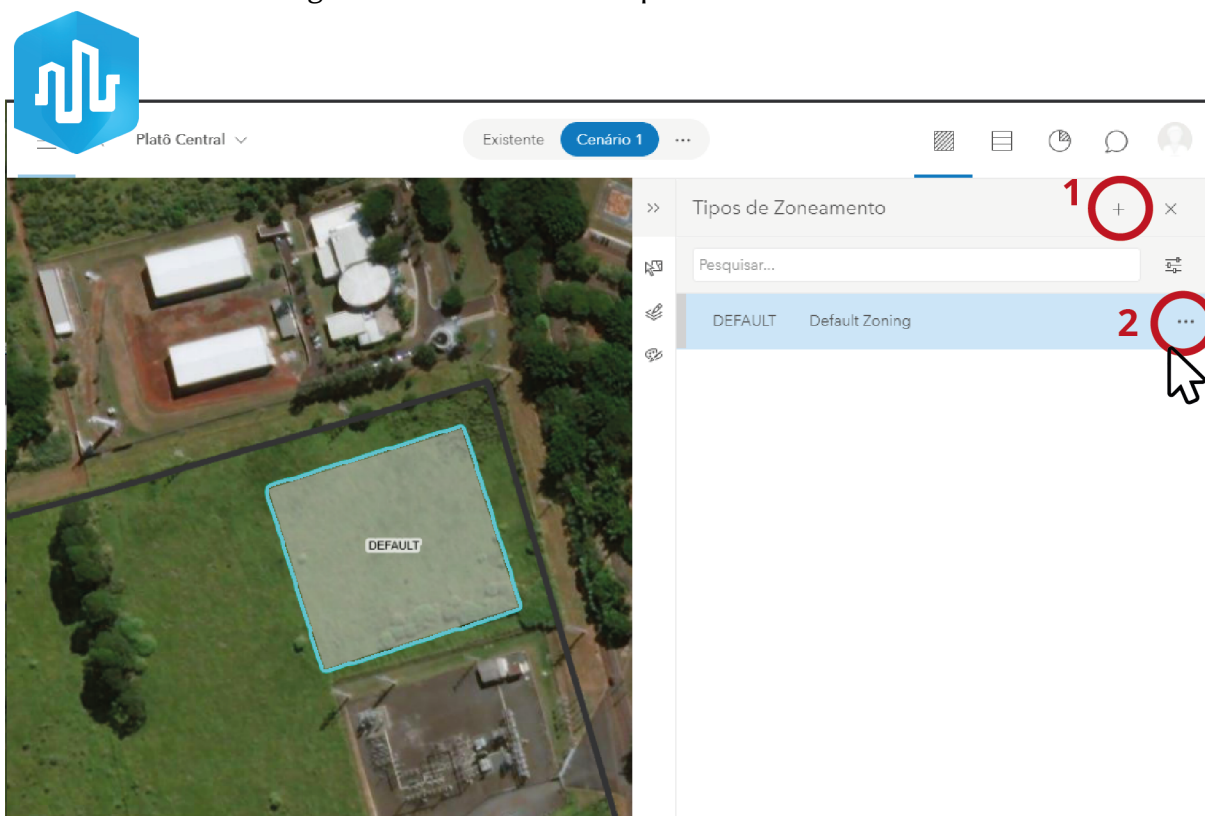 Platô Central
Existente
Cenário 1
1
Tipos de Zoneamento
Pesquisar...
DEFAULT Default Zoning
2
DEFAULT